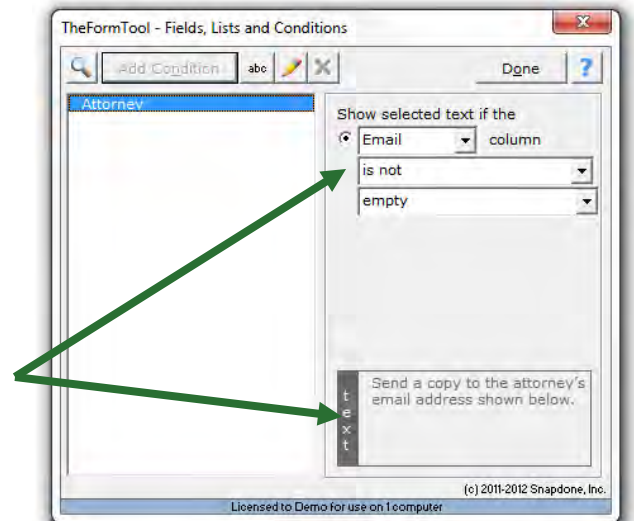 TheFormTool - Fields, Lists and Conditions
Add Condition abc Done ?
Attorney
Show selected text if the
Email column
is not
empty
text
Send a copy to the attorney's
email address shown below.
(c) 2011-2012 Snapdone, Inc.
Licensed to Demo for use on 1 computer